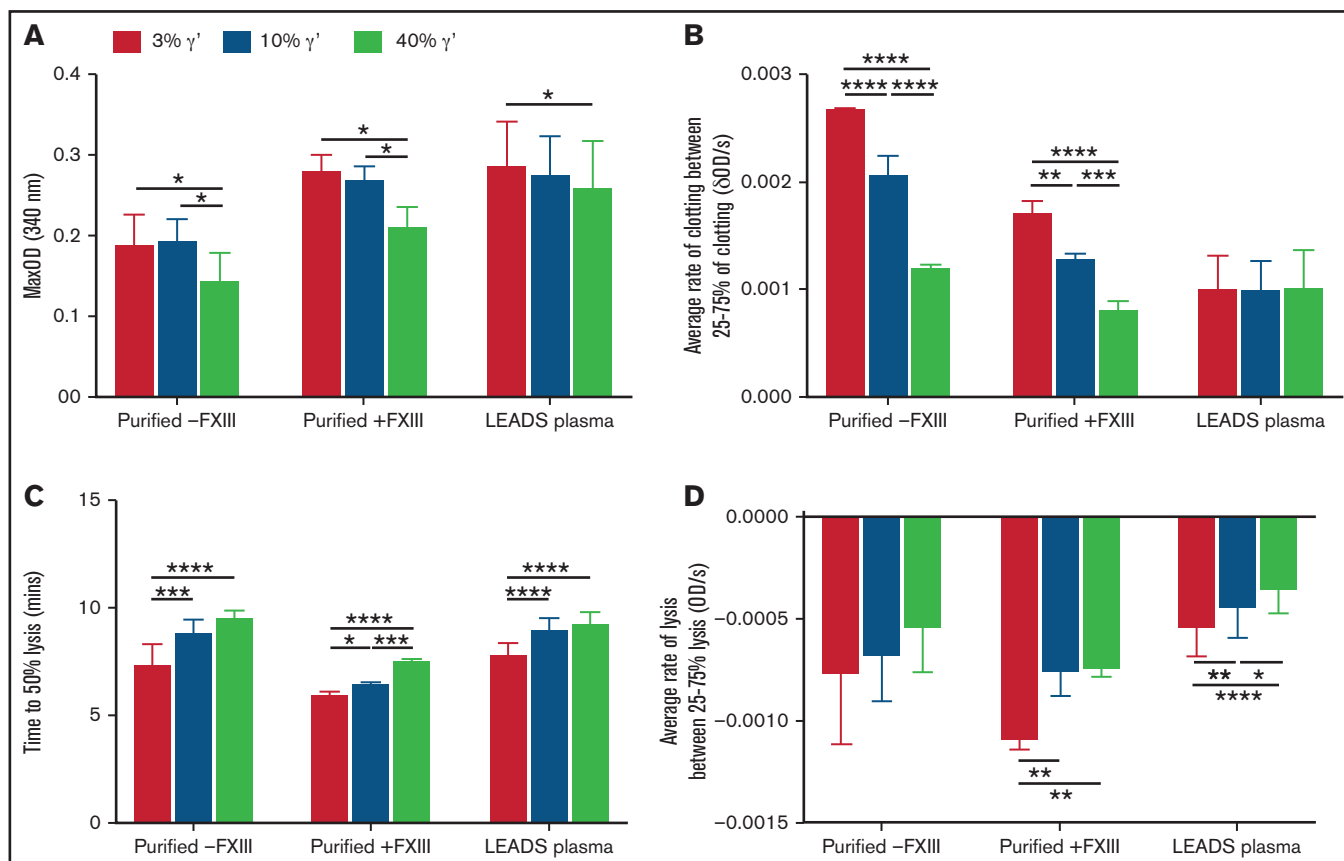 A
3% γ’ 10% γ’ 40% γ’
0.4
0.3
0.2
0.1
00
MaxOD (340 nm)
* * * * *
Purified –FXIII Purified +FXIII LEADS plasma
B
0.003
0.002
0.001
0.000
Average rate of clotting between
25-75% of clotting (δOD/s)
****
**** ****
****
** ***
Purified –FXIII Purified +FXIII LEADS plasma
C
15
10
5
0
Time to 50% lysis (mins)
****
***
****
* ***
****
****
Purified –FXIII Purified +FXIII LEADS plasma
D
0.0000
–0.0005
–0.0010
–0.0015
Average rate of lysis
between 25-75% lysis (OD/s)
**
**
** *
****
Purified –FXIII Purified +FXIII LEADS plasma